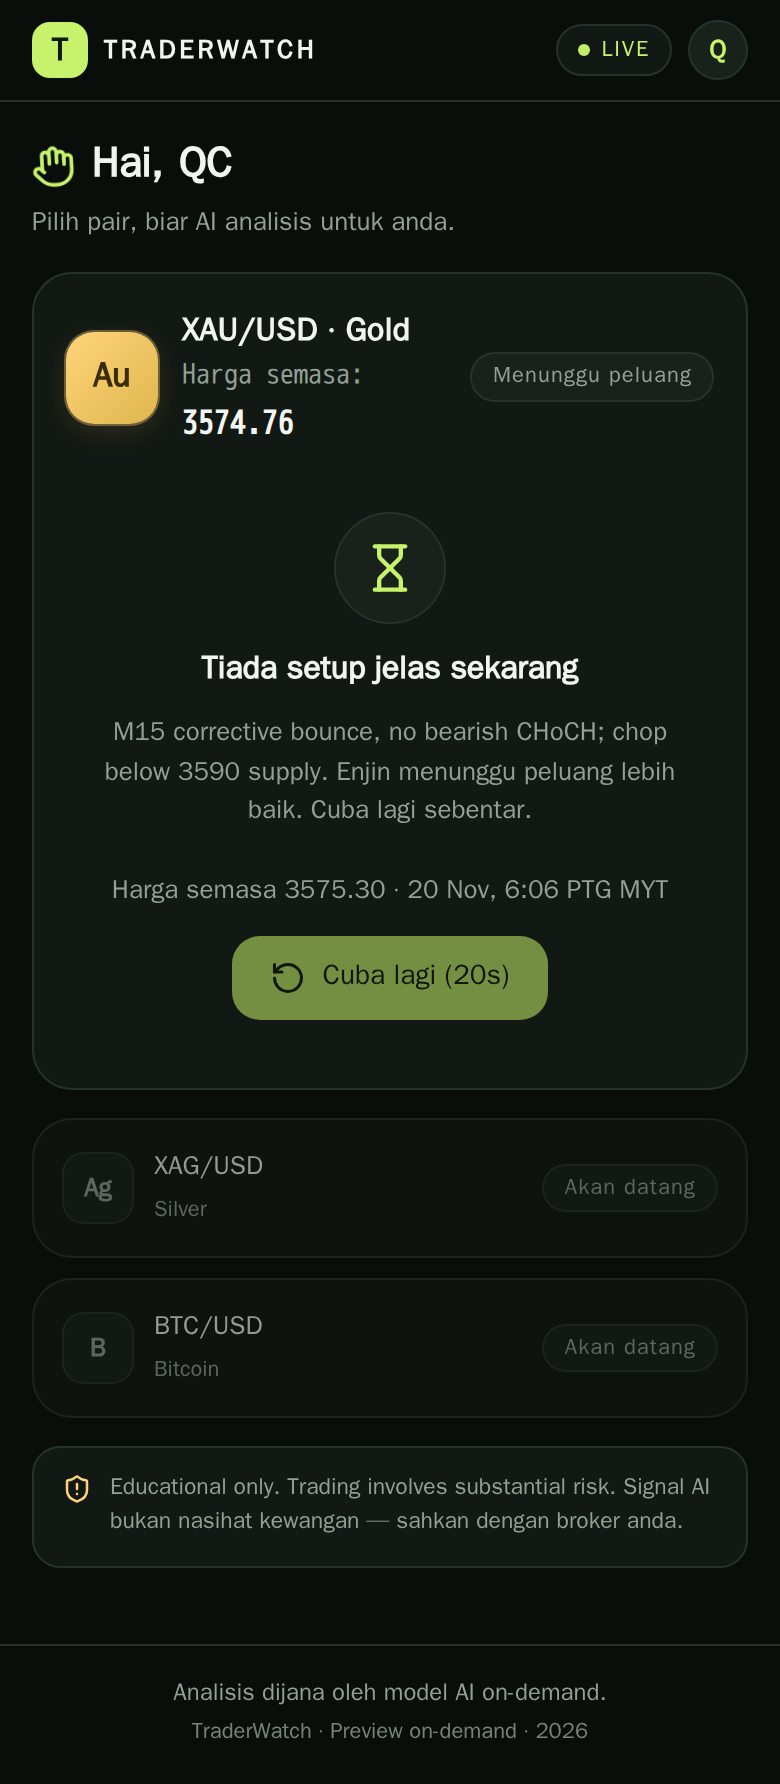 T TRADERWATCH
LIVE
Q
Hai, QC
Pilih pair, biar AI analisis untuk anda.
Au
XAU/USD · Gold
Harga semasa:
3574.76
Menunggu peluang
Tiada setup jelas sekarang
M15 corrective bounce, no bearish CHoCH; chop
below 3590 supply. Enjin menunggu peluang lebih
baik. Cuba lagi sebentar.
Harga semasa 3575.30 · 20 Nov, 6:06 PTG MYT
Cuba lagi (20s)
Ag
XAG/USD
Silver
Akan datang
B
BTC/USD
Bitcoin
Akan datang
Educational only. Trading involves substantial risk. Signal AI
bukan nasihat kewangan — sahkan dengan broker anda.
Analisis dijana oleh model AI on-demand.
TraderWatch · Preview on-demand · 2026